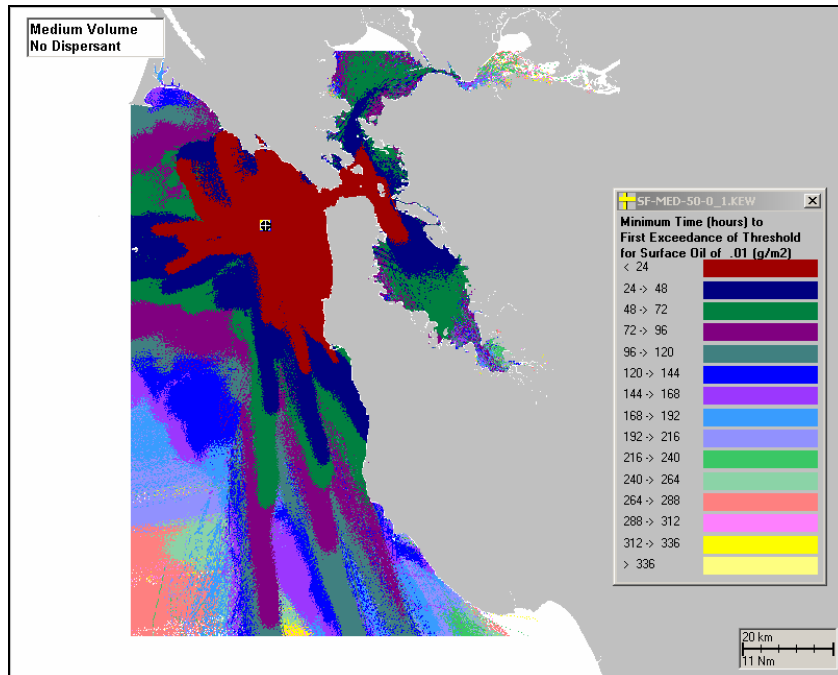 Medium Volume
No Dispersant
SF-MED-50-0_1.KEW
Minimum Time (hours) to
First Exceedance of Threshold
for Surface Oil of .01 (g/m2)
< 24
24 -> 48
48 -> 72
72 -> 96
96 -> 120
120 -> 144
144 -> 168
168 -> 192
192 -> 216
216 -> 240
240 -> 264
264 -> 288
288 -> 312
312 -> 336
> 336
20 km
11 Nm